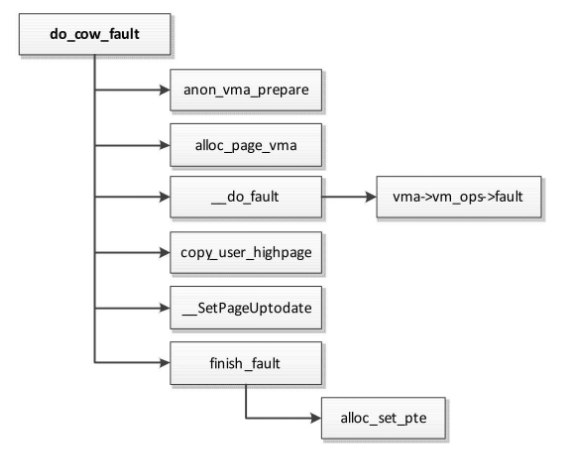 do_cow_fault
anon_vma_prepare
alloc_page_vma
__do_fault
vma->vm_ops->fault
copy_user_highpage
__SetPageUptodate
finish_fault
alloc_set_pte